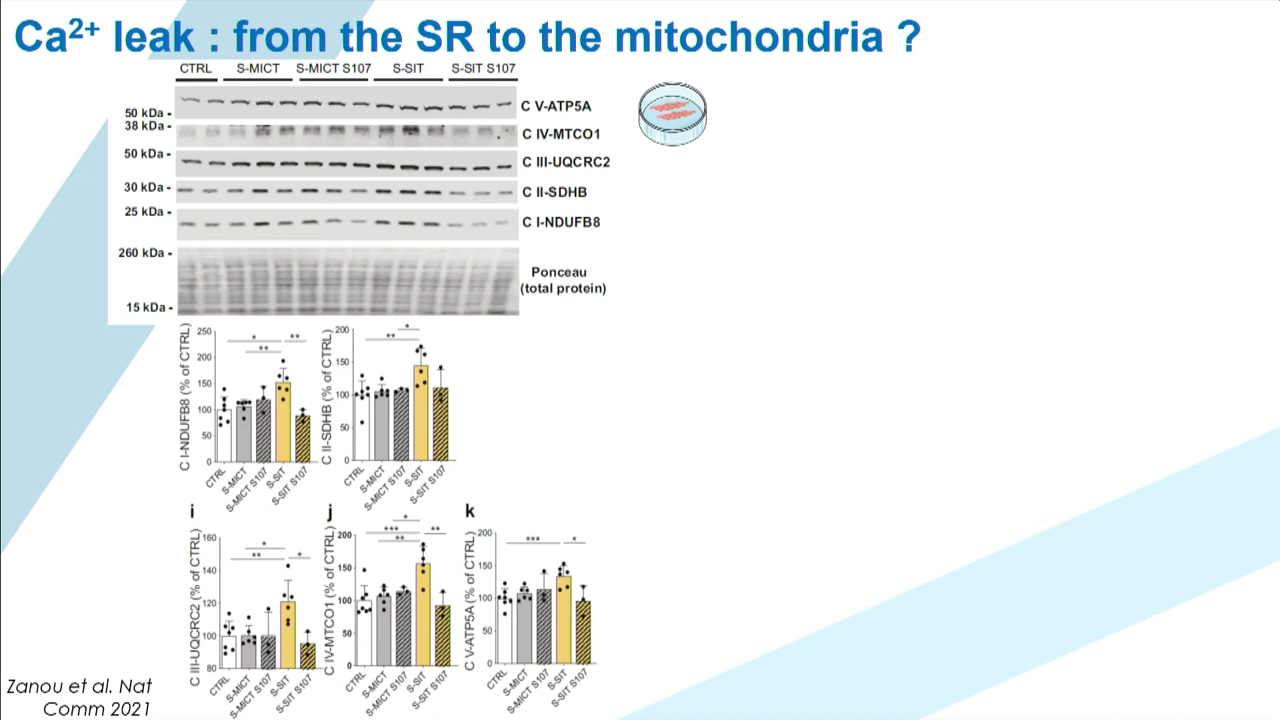 Ca2+ leak : from the SR to the mitochondria ?
CTRL S-MICT S-MICT S107 S-SIT S-SIT S107
50 kDa - C V-ATP5A
38 kDa - C IV-MTCO1
50 kDa - C III-UQCRC2
30 kDa - C II-SDHB
25 kDa - C I-NDUFB8
260 kDa -
Ponceau
(total protein)
15 kDa -
C I-NDUFB8 (% of CTRL)
250
200
150
100
50
0
* ** **
CTRL S-MICT S-MICT S107 S-SIT S-SIT S107
C II-SDHB (% of CTRL)
200
150
100
50
0
* **
CTRL S-MICT S-MICT S107 S-SIT S-SIT S107
i
C III-UQCRC2 (% of CTRL)
160
140
120
100
80
* ** *
CTRL S-MICT S-MICT S107 S-SIT S-SIT S107
j
C IV-MTCO1 (% of CTRL)
200
150
100
50
0
* *** ** **
CTRL S-MICT S-MICT S107 S-SIT S-SIT S107
k
C V-ATP5A (% of CTRL)
200
150
100
50
0
*** *
CTRL S-MICT S-MICT S107 S-SIT S-SIT S107
Zanou et al. Nat
Comm 2021